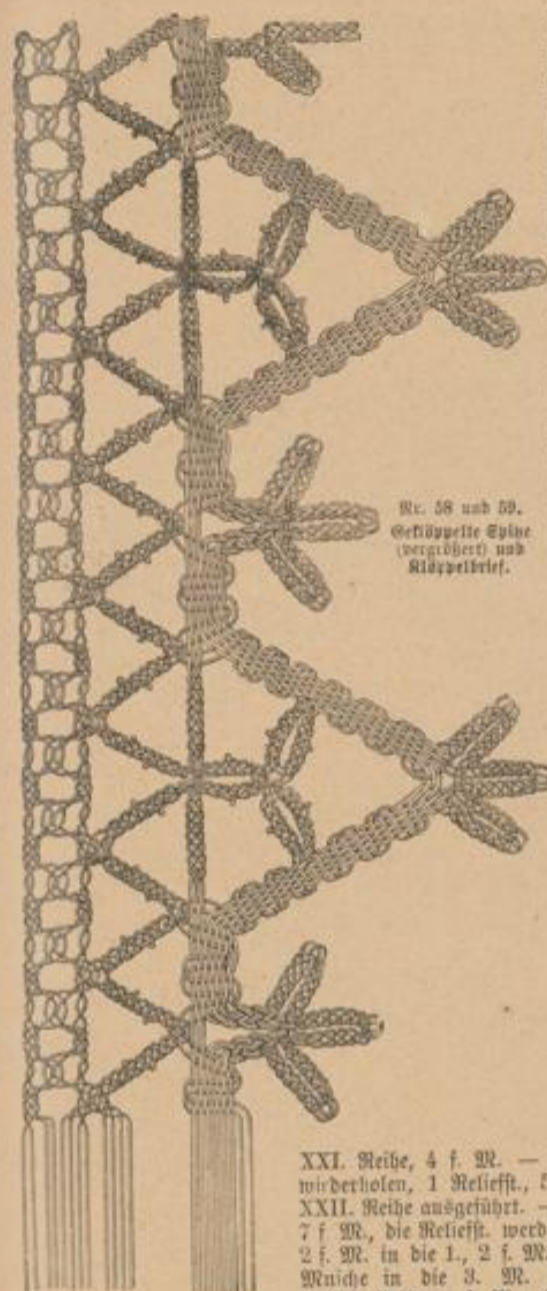 Nr. 58 und 59.
Geklöppelte Spitze
(vergrößert) und
Klöppelbrief.
XXI. Reihe, 4 f. M. —
wiederholen, 1 Reliefst., 5
XXII. Reihe ausgeführt. —
7 f M., die Reliefst. werd
2 f. M. in die 1., 2 f. M.
Masche in die 3. M.